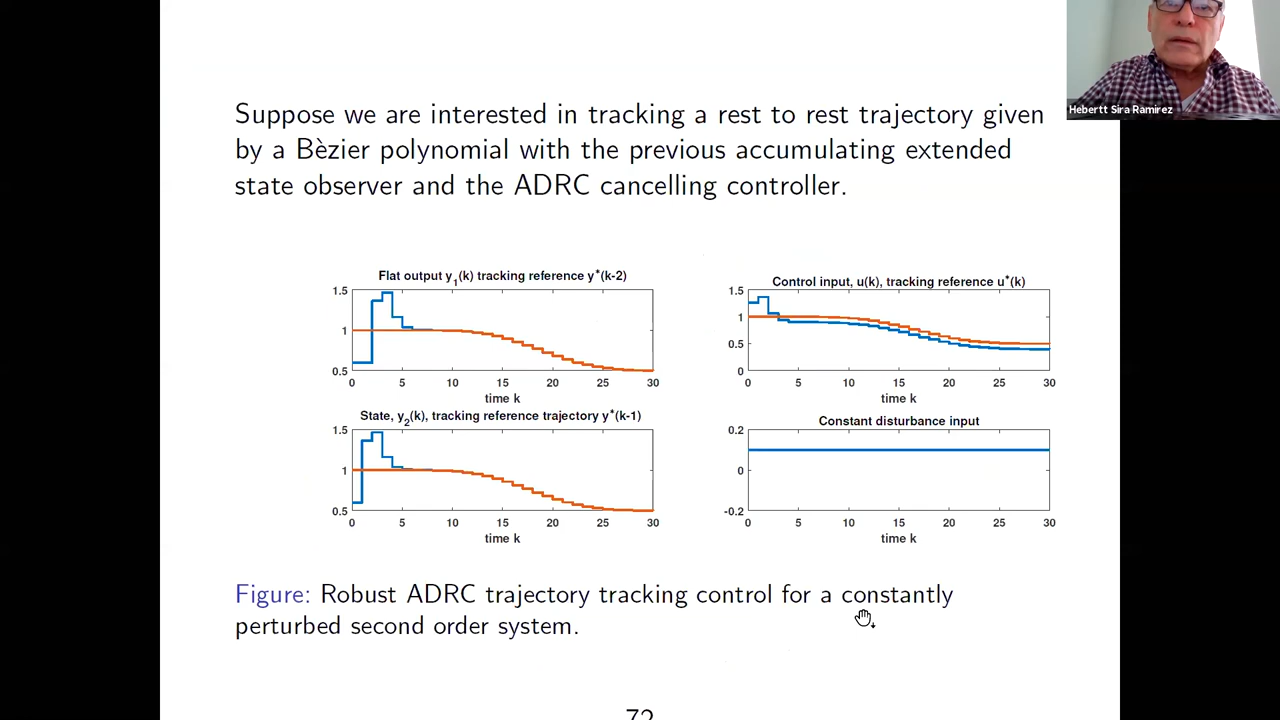 Hebertt Sira Ramirez
Suppose we are interested in tracking a rest to rest trajectory given
by a Bèzier polynomial with the previous accumulating extended
state observer and the ADRC cancelling controller.
Flat output y1(k) tracking reference y*(k-2)
1.5
1
0.5
0 5 10 15 20 25 30
time k
Control input, u(k), tracking reference u*(k)
1.5
1
0.5
0
0 5 10 15 20 25 30
time k
State, y2(k), tracking reference trajectory y*(k-1)
1.5
1
0.5
0 5 10 15 20 25 30
time k
Constant disturbance input
0.2
0
-0.2
0 5 10 15 20 25 30
time k
Figure: Robust ADRC trajectory tracking control for a constantly
perturbed second order system.
72